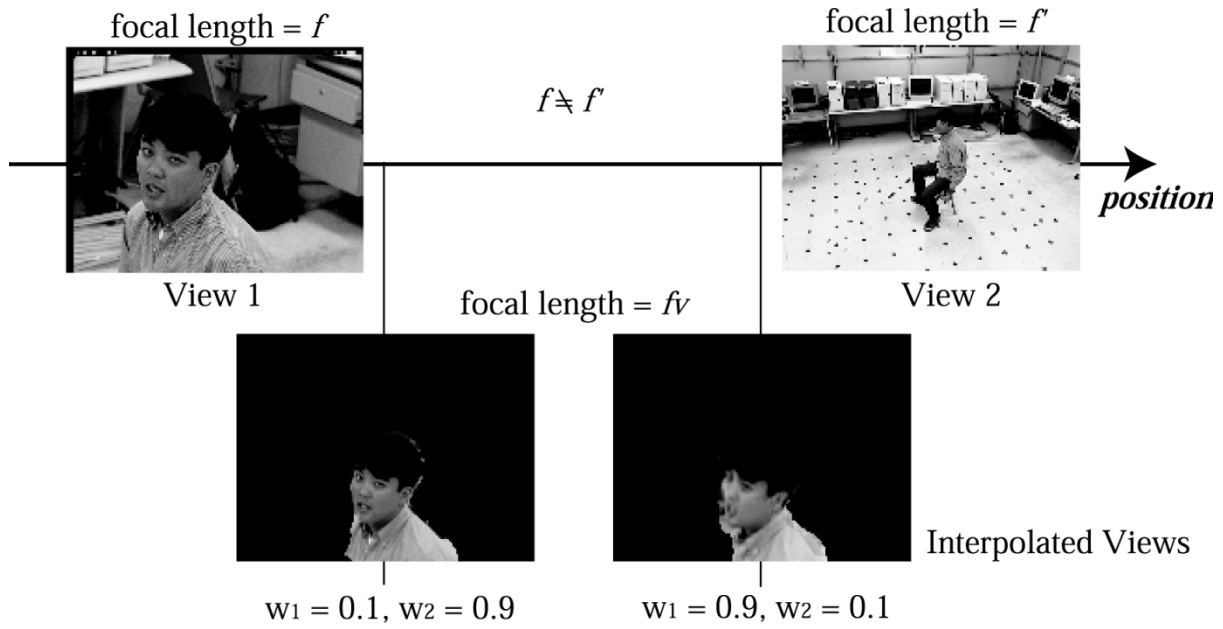 focal length = f
focal length = f'
f ≒ f'
position
View 1
View 2
focal length = fv
Interpolated Views
w1 = 0.1, w2 = 0.9
w1 = 0.9, w2 = 0.1